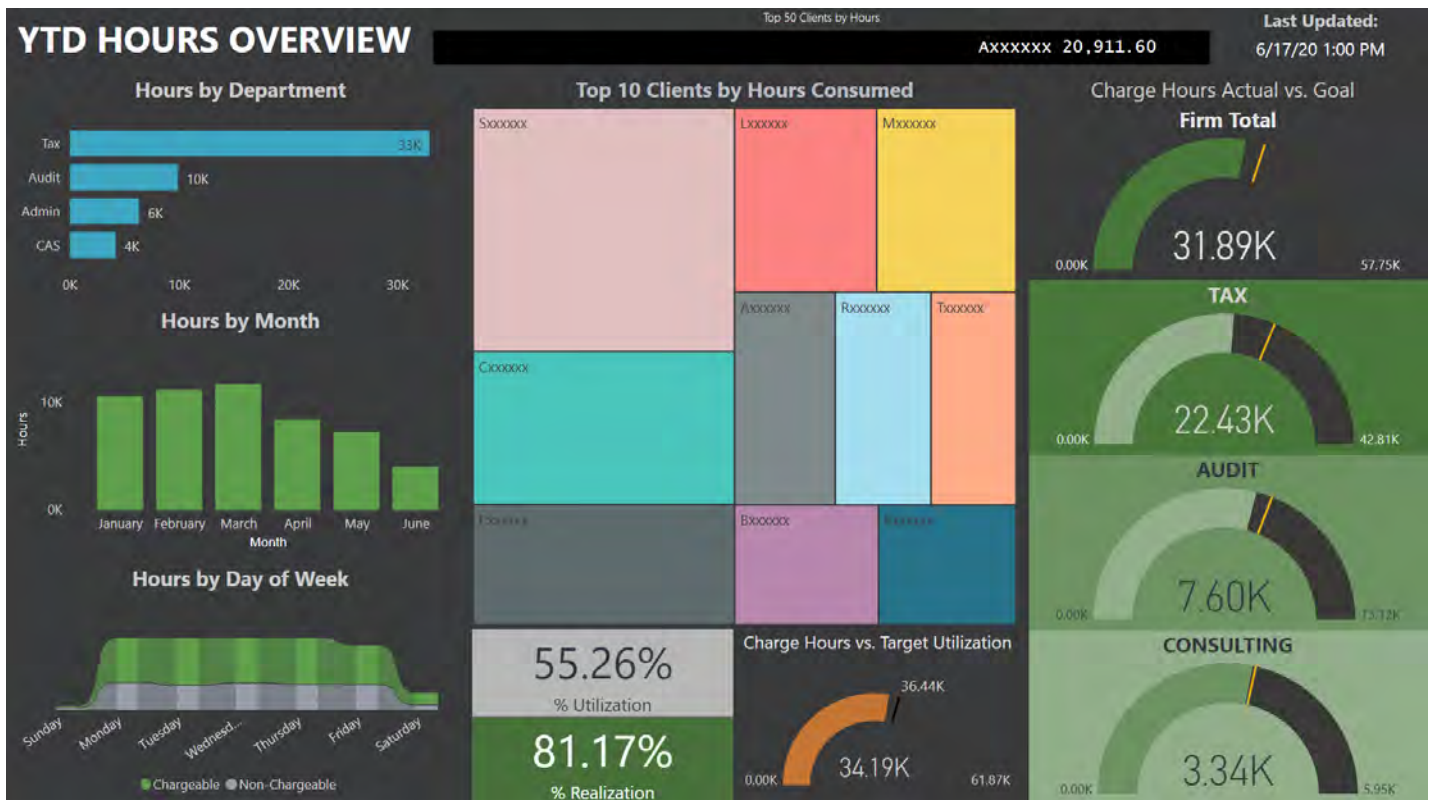 YTD HOURS OVERVIEW
Top 50 Clients by Hours
Axxxxxx 20,911.60
Last Updated:
6/17/20 1:00 PM
Hours by Department
Tax 33K
Audit 10K
Admin 6K
CAS 4K
0K 10K 20K 30K
Hours by Month
Hours
10K
0K
January February March April May June
Month
Hours by Day of Week
Sunday Monday Tuesday Wednesd... Thursday Friday Saturday
Chargeable Non-Chargeable
Top 10 Clients by Hours Consumed
Sxxxxxx
Lxxxxxx
Mxxxxxx
Cxxxxxx
Axxxxxx
Rxxxxxx
Txxxxxx
Bxxxxxx
55.26%
% Utilization
81.17%
% Realization
Charge Hours vs. Target Utilization
36.44K
34.19K
0.00K
61.87K
Charge Hours Actual vs. Goal
Firm Total
31.89K
0.00K
57.75K
TAX
22.43K
0.00K
42.81K
AUDIT
7.60K
0.00K
CONSULTING
3.34K
0.00K
5.95K